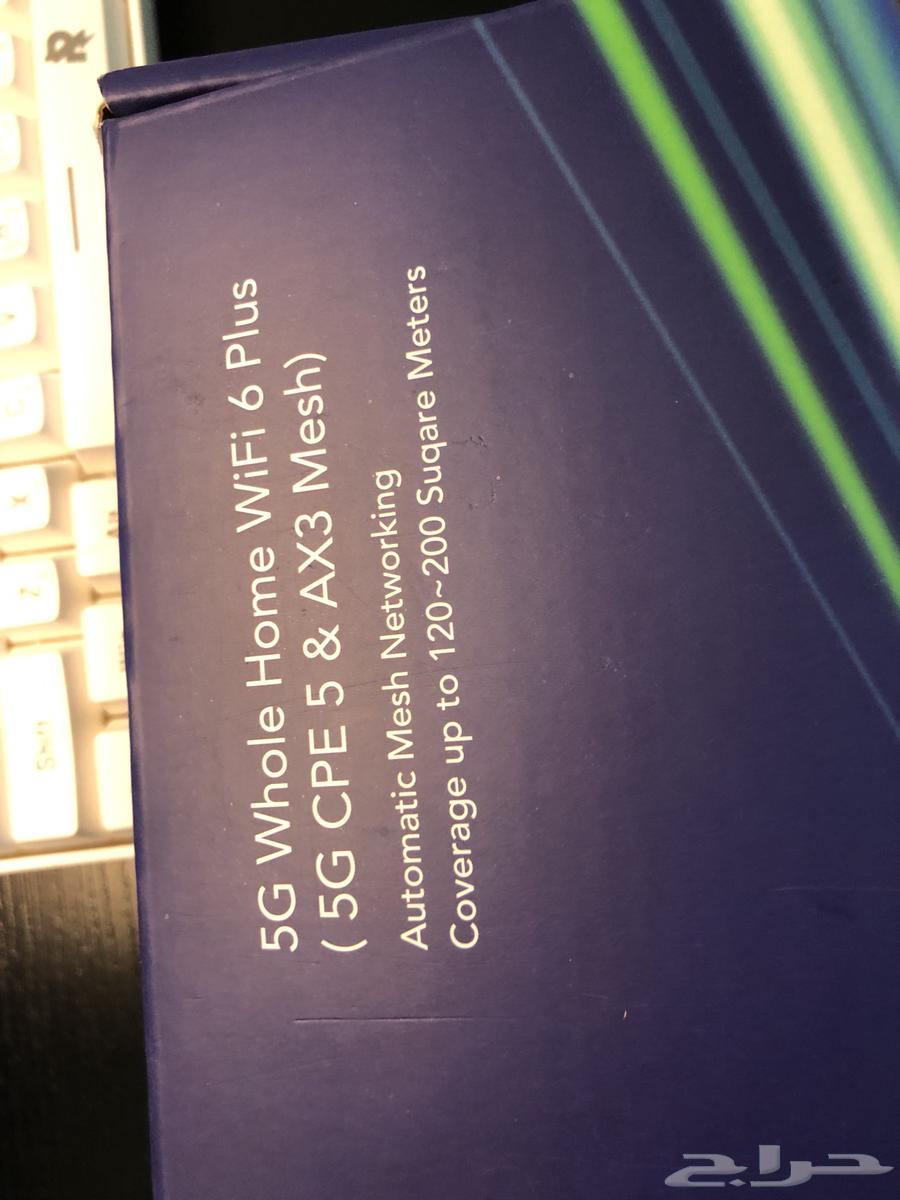 5G Whole Home WiFi 6 Plus
( 5G CPE 5 & AX3 Mesh)
Automatic Mesh Networking
Coverage up to 120~200 Suqare Meters
Shift
Z
X
C
حراج